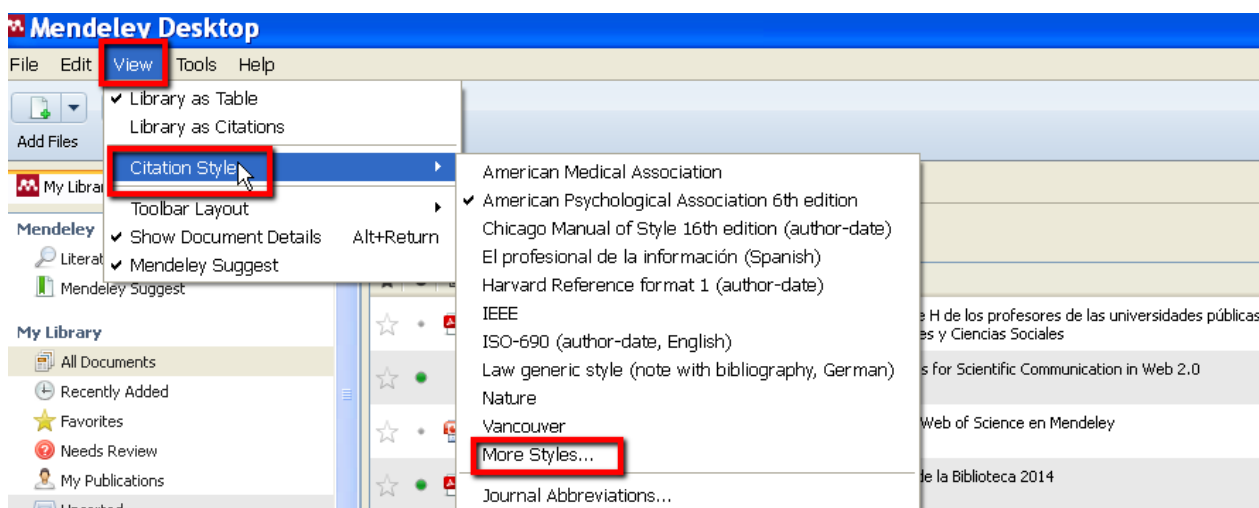 Mendeley Desktop
File Edit View Tools Help
Library as Table
Library as Citations
Add Files
Citation Style
American Medical Association
My Librar
American Psychological Association 6th edition
Toolbar Layout
Chicago Manual of Style 16th edition (author-date)
Mendeley
Show Document Details Alt+Return
El profesional de la información (Spanish)
Literat
Mendeley Suggest
Harvard Reference format 1 (author-date)
Mendeley Suggest
IEEE
e H de los profesores de las universidades públicas
My Library
ISO-690 (author-date, English)
es y Ciencias Sociales
All Documents
Law generic style (note with bibliography, German)
s for Scientific Communication in Web 2.0
Recently Added
Nature
Favorites
Vancouver
Web of Science en Mendeley
Needs Review
More Styles...
My Publications
de la Biblioteca 2014
Journal Abbreviations...